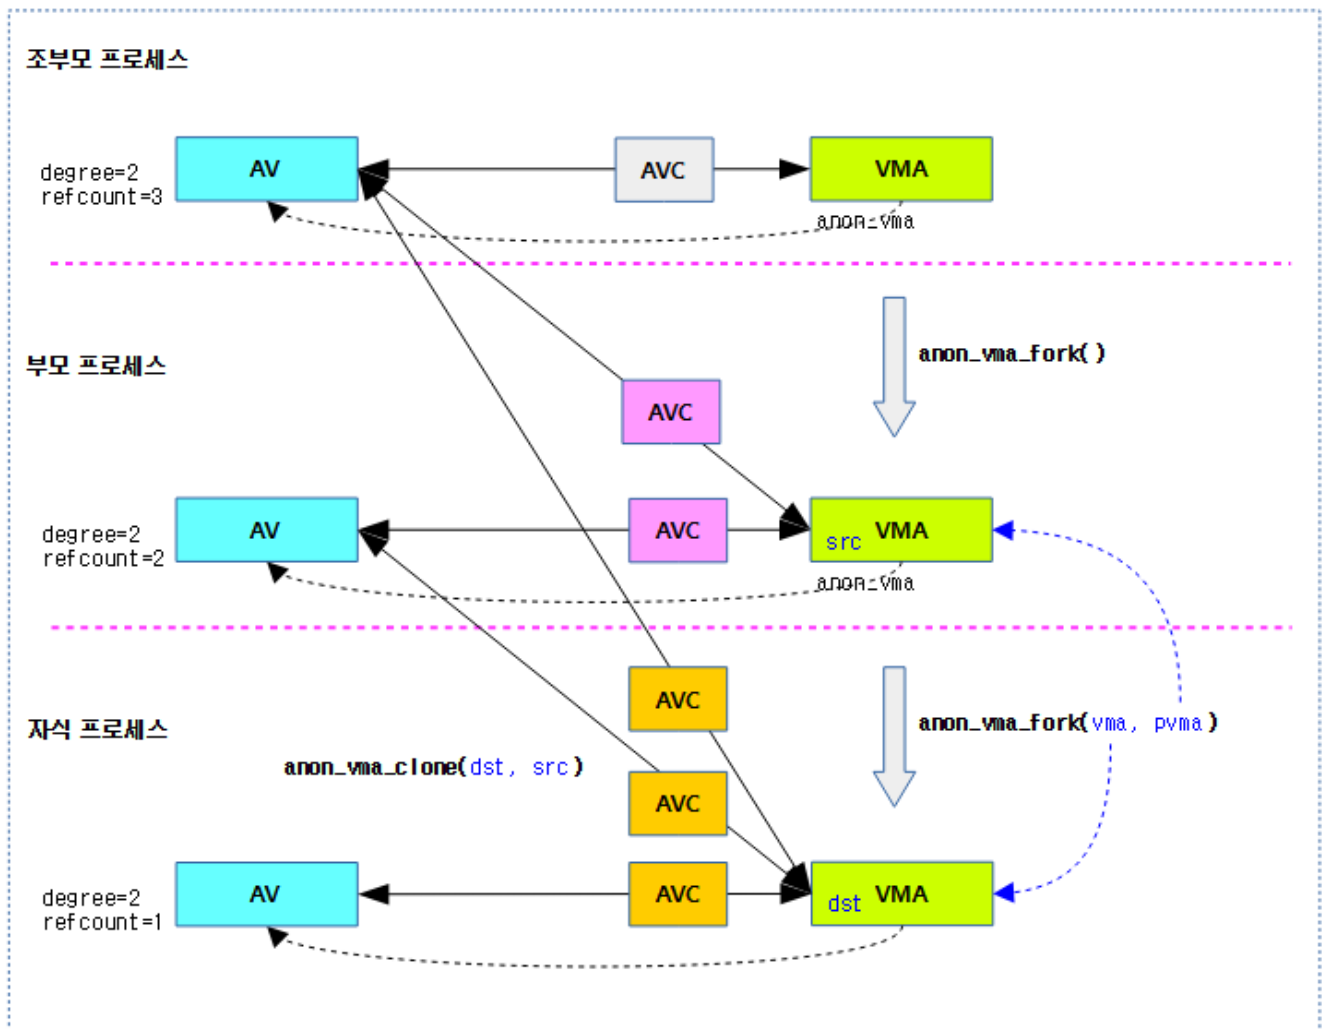 조부모 프로세스
AV
AVC
VMA
degree=2
refcount=3
anon_vma
anon_vma_fork()
부모 프로세스
AVC
AV
AVC
src VMA
degree=2
refcount=2
anon_vma
AVC
anon_vma_fork(vma, pvma)
자식 프로세스
anon_vma_clone(dst, src)
AVC
AV
AVC
dst VMA
degree=2
refcount=1